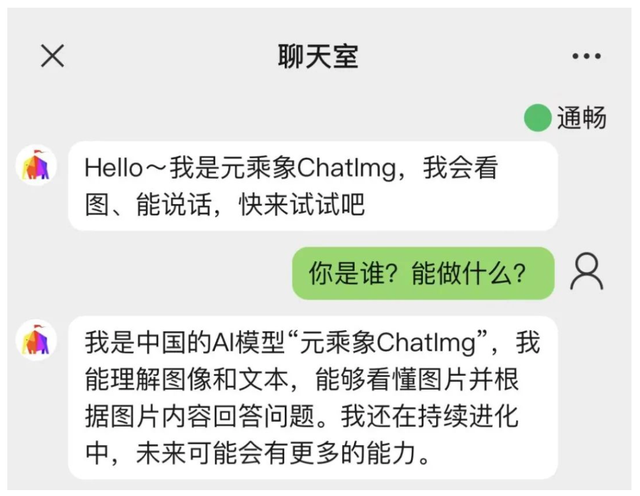 聊天室
通畅
Hello～我是元乘象ChatImg，我会看
图、能说话，快来试试吧
你是谁？能做什么？
我是中国的AI模型“元乘象ChatImg”，我
能理解图像和文本，能够看懂图片并根
据图片内容回答问题。我还在持续进化
中，未来可能会有更多的能力。